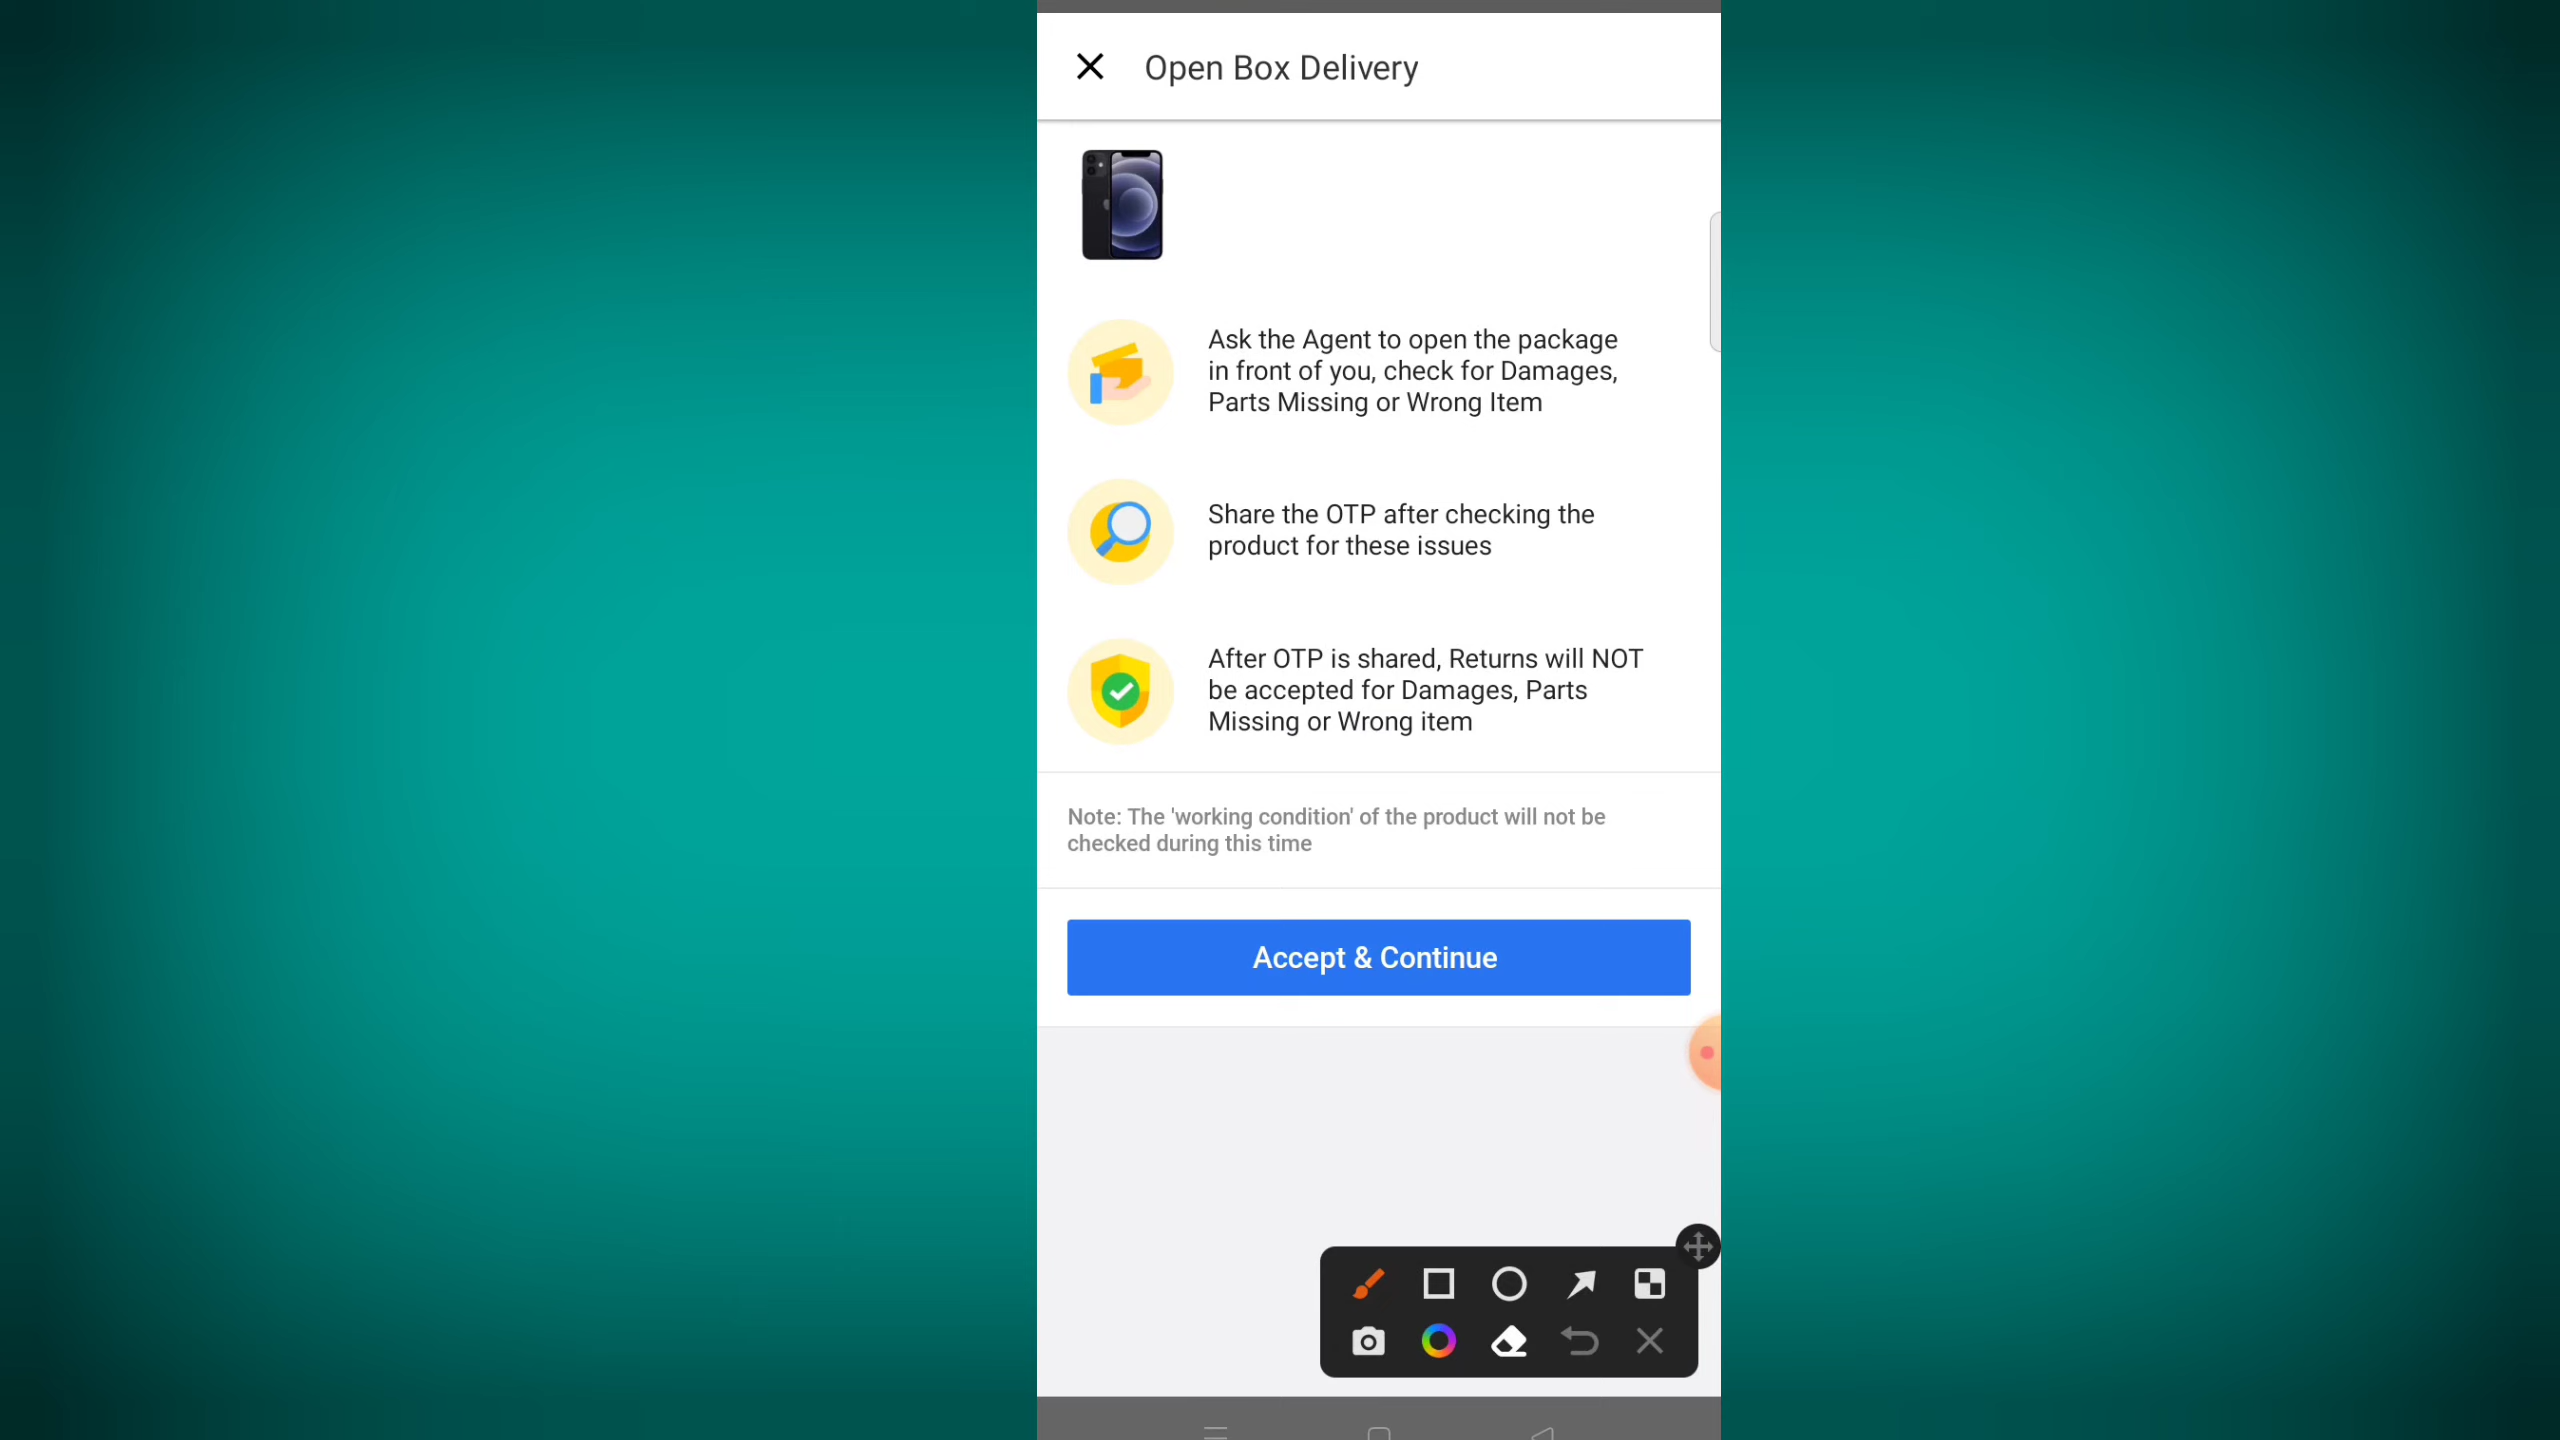 Open Box Delivery
Ask the Agent to open the package
in front of you, check for Damages,
Parts Missing or Wrong Item
Share the OTP after checking the
product for these issues
After OTP is shared, Returns will NOT
be accepted for Damages, Parts
Missing or Wrong item
Note: The 'working condition' of the product will not be
checked during this time
Accept & Continue